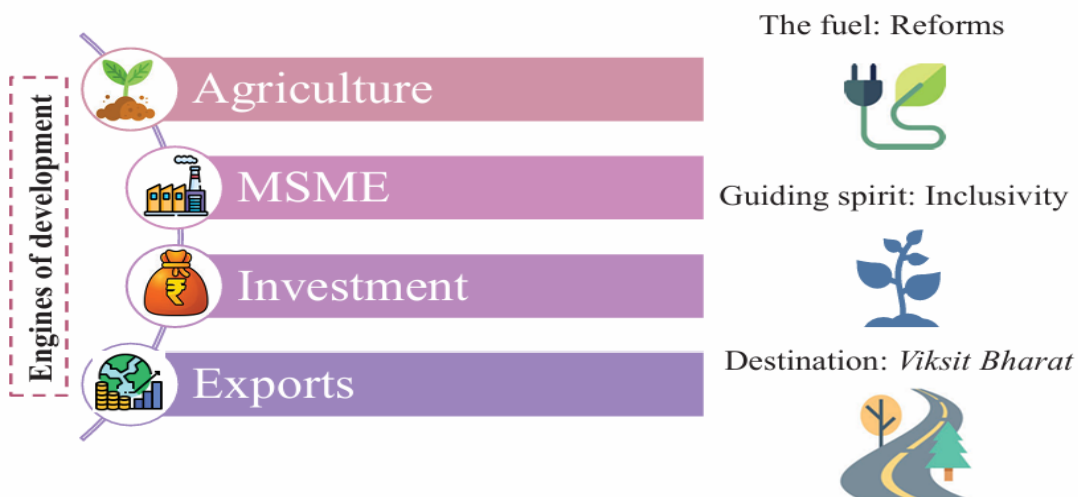 Engines of development
Agriculture
MSME
Investment
Exports
The fuel: Reforms
Guiding spirit: Inclusivity
Destination: Viksit Bharat